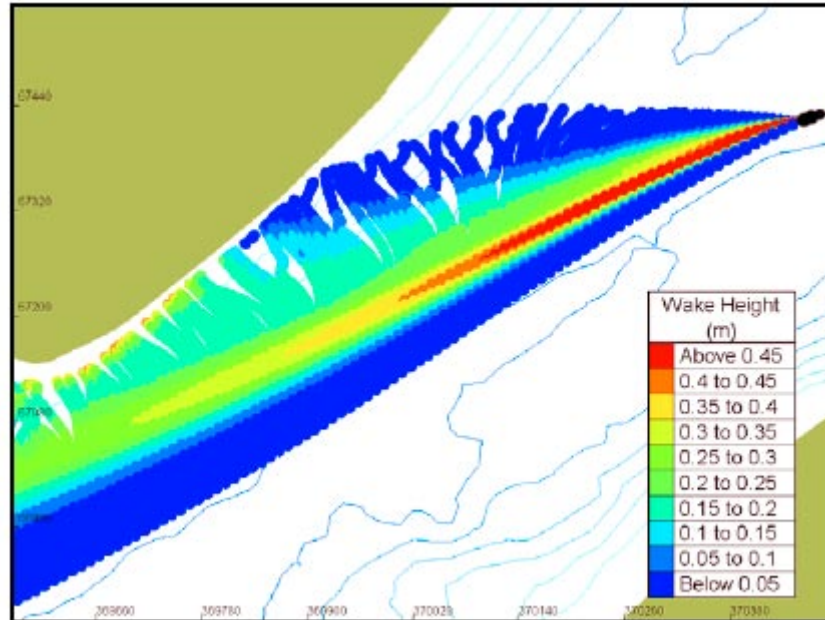 67440
67320
67200
Wake Height
(m)
Above 0.45
0.4 to 0.45
0.35 to 0.4
0.3 to 0.35
0.25 to 0.3
0.2 to 0.25
0.15 to 0.2
0.1 to 0.15
0.05 to 0.1
Below 0.05
369660 369780 369900 370020 370140 370260 370380